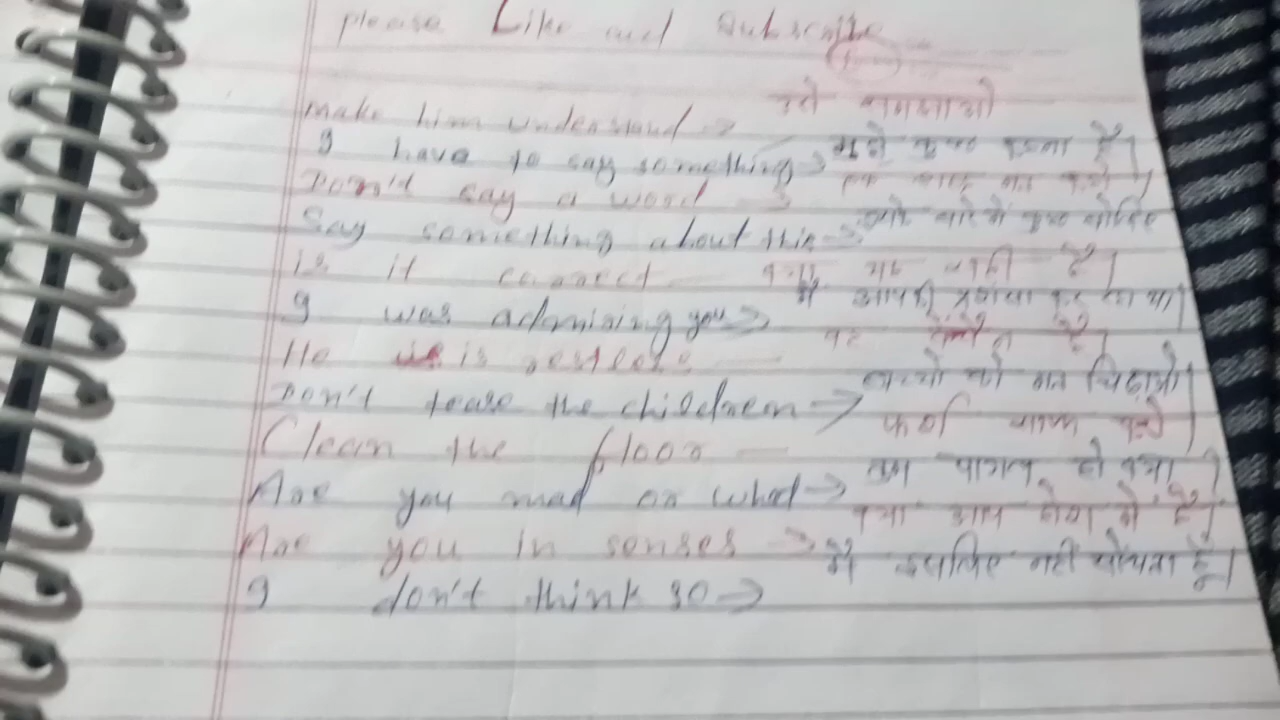 please Like and Subscribe
make him understand → उसे समझाओ
I have to say something → मुझे कुछ कहना है।
Don't say a word → एक शब्द मत कहो।
Say something about this → बारे में कुछ बोलिए
is it correct — क्या यह सही है।
I was admiring you → मैं आपकी प्रशंसा कर रहा था।
He is restless — वह है।
Don't tease the children → बच्चो को मत चिढ़ाओ।
Clean the floor — फर्श साफ करो।
Are you mad or what → तुम पागल हो क्या।
Are you in senses → क्या आप होश में है।
I don't think so → मैं इसलिए नहीं सोचता हूँ।